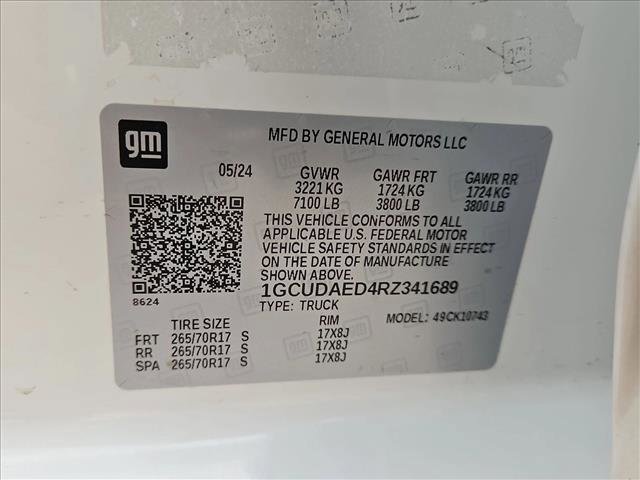 gm
MFD BY GENERAL MOTORS LLC
05/24 GVWR GAWR FRT GAWR RR
3221 KG 1724 KG 1724 KG
7100 LB 3800 LB 3800 LB
THIS VEHICLE CONFORMS TO ALL
APPLICABLE U.S. FEDERAL MOTOR
VEHICLE SAFETY STANDARDS IN EFFECT
ON THE DATE OF MANUFACTURE
SHOWN ABOVE.
8624
1GCUDAED4RZ341689
TYPE: TRUCK MODEL: 49CK10743
TIRE SIZE RIM
FRT 265/70R17 S 17X8J
RR 265/70R17 S 17X8J
SPA 265/70R17 S 17X8J